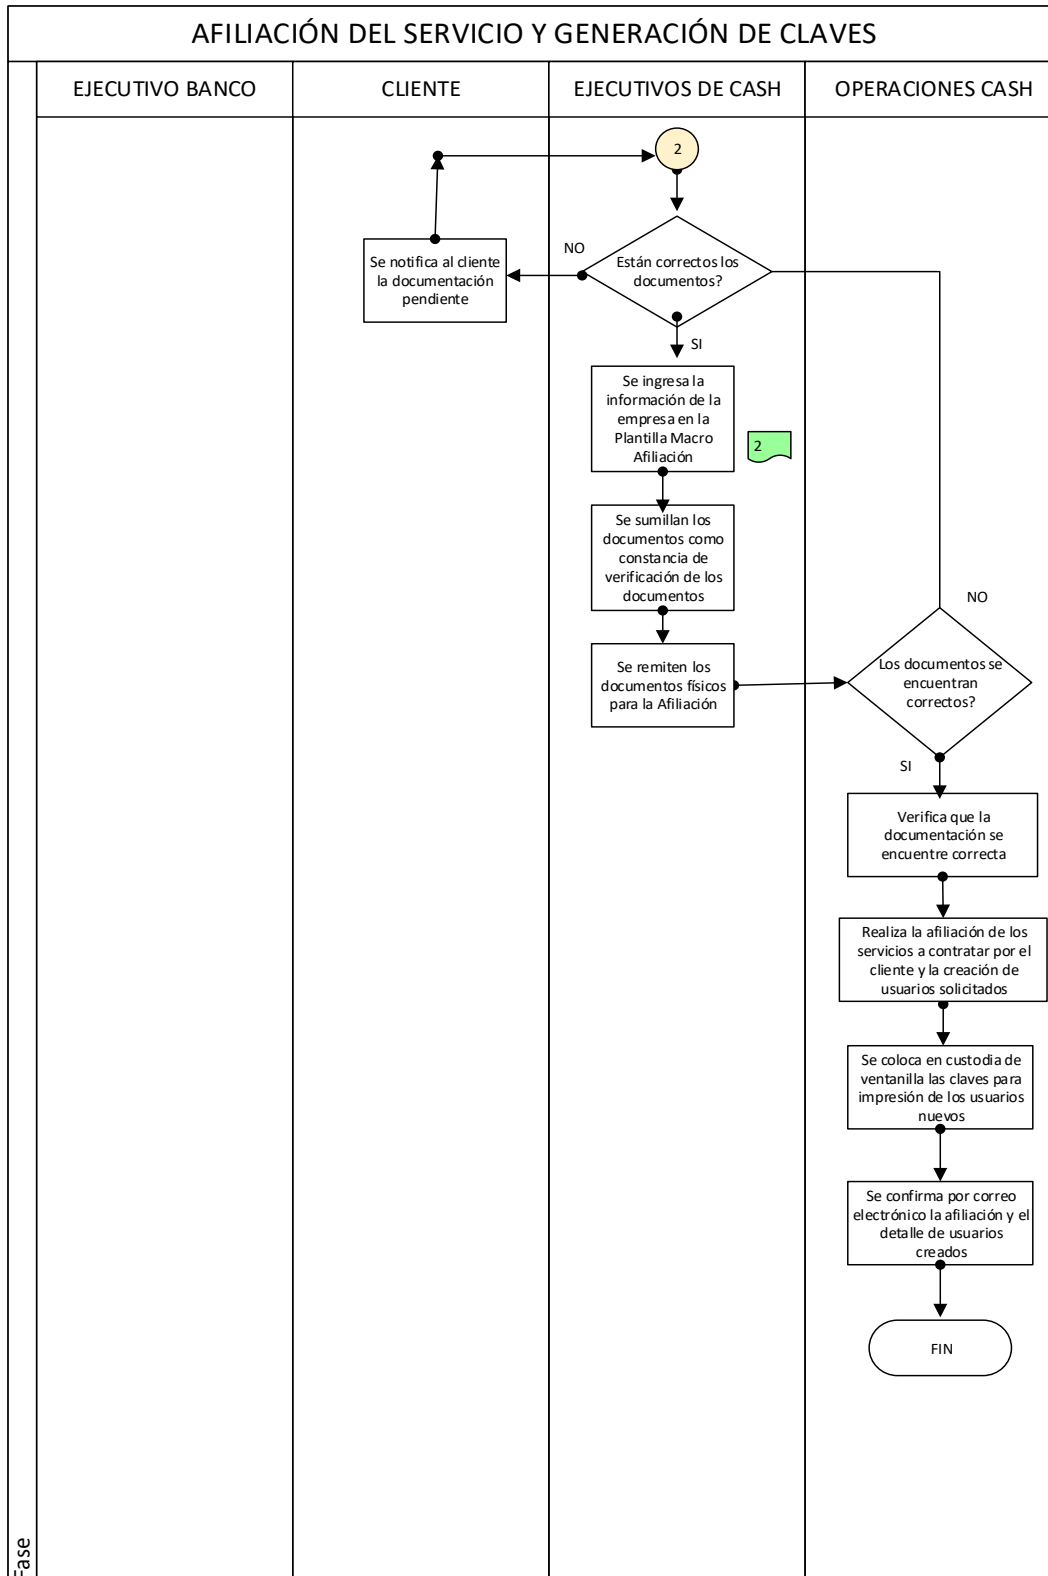 AFILIACIÓN DEL SERVICIO Y GENERACIÓN DE CLAVES
EJECUTIVO BANCO
CLIENTE
EJECUTIVOS DE CASH
OPERACIONES CASH
2
NO
Están correctos los
documentos?
Se notifica al cliente
la documentación
pendiente
SI
Se ingresa la
información de la
empresa en la
Plantilla Macro
Afiliación
2
Se sumillan los
documentos como
constancia de
verificación de los
documentos
NO
Se remiten los
documentos físicos
para la Afiliación
Los documentos se
encuentran
correctos?
SI
Verifica que la
documentación se
encuentre correcta
Realiza la afiliación de los
servicios a contratar por el
cliente y la creación de
usuarios solicitados
Se coloca en custodia de
ventanilla las claves para
impresión de los usuarios
nuevos
Se confirma por correo
electrónico la afiliación y el
detalle de usuarios
creados
FIN
Fase